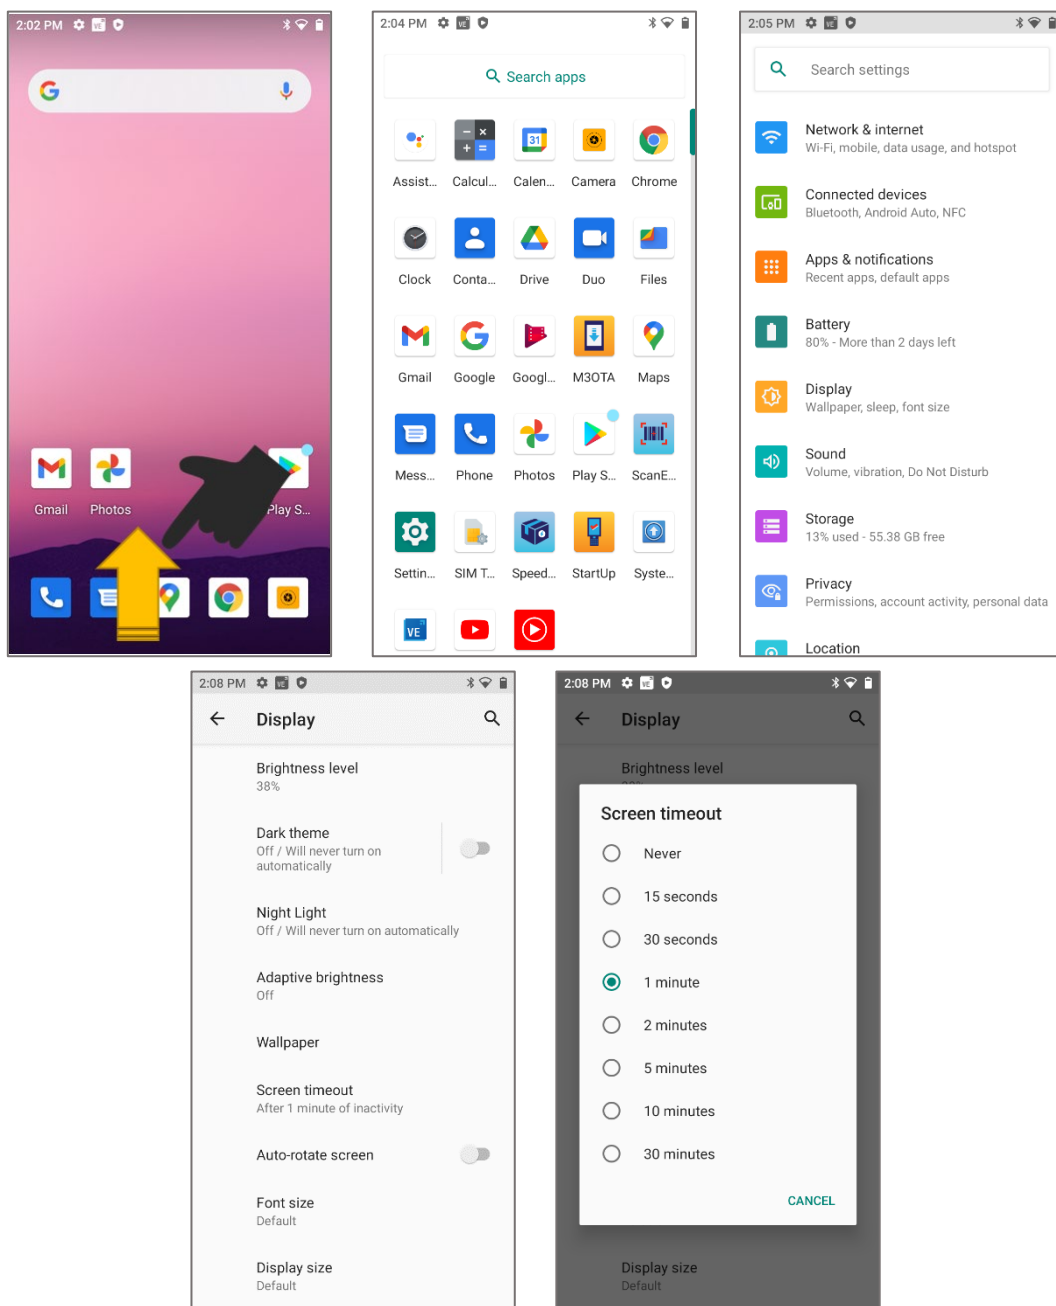 2:02 PM
Gmail Photos Play S...
2:04 PM
Search apps
31
Assist... Calcul... Calen... Camera Chrome
Clock Conta... Drive Duo Files
Gmail Google Googl... M3OTA Maps
Mess... Phone Photos Play S... ScanE...
Settin... SIM T... Speed... StartUp Syste...
VE
2:05 PM
Search settings
Network & internet
Wi-Fi, mobile, data usage, and hotspot
Connected devices
Bluetooth, Android Auto, NFC
Apps & notifications
Recent apps, default apps
Battery
80% - More than 2 days left
Display
Wallpaper, sleep, font size
Sound
Volume, vibration, Do Not Disturb
Storage
13% used - 55.38 GB free
Privacy
Permissions, account activity, personal data
Location
2:08 PM
Display
Brightness level
38%
Dark theme
Off / Will never turn on
automatically
Night Light
Off / Will never turn on automatically
Adaptive brightness
Off
Wallpaper
Screen timeout
After 1 minute of inactivity
Auto-rotate screen
Font size
Default
Display size
Default
2:08 PM
Display
Brightness level
Screen timeout
Never
15 seconds
30 seconds
1 minute
2 minutes
5 minutes
10 minutes
30 minutes
CANCEL
Display size
Default